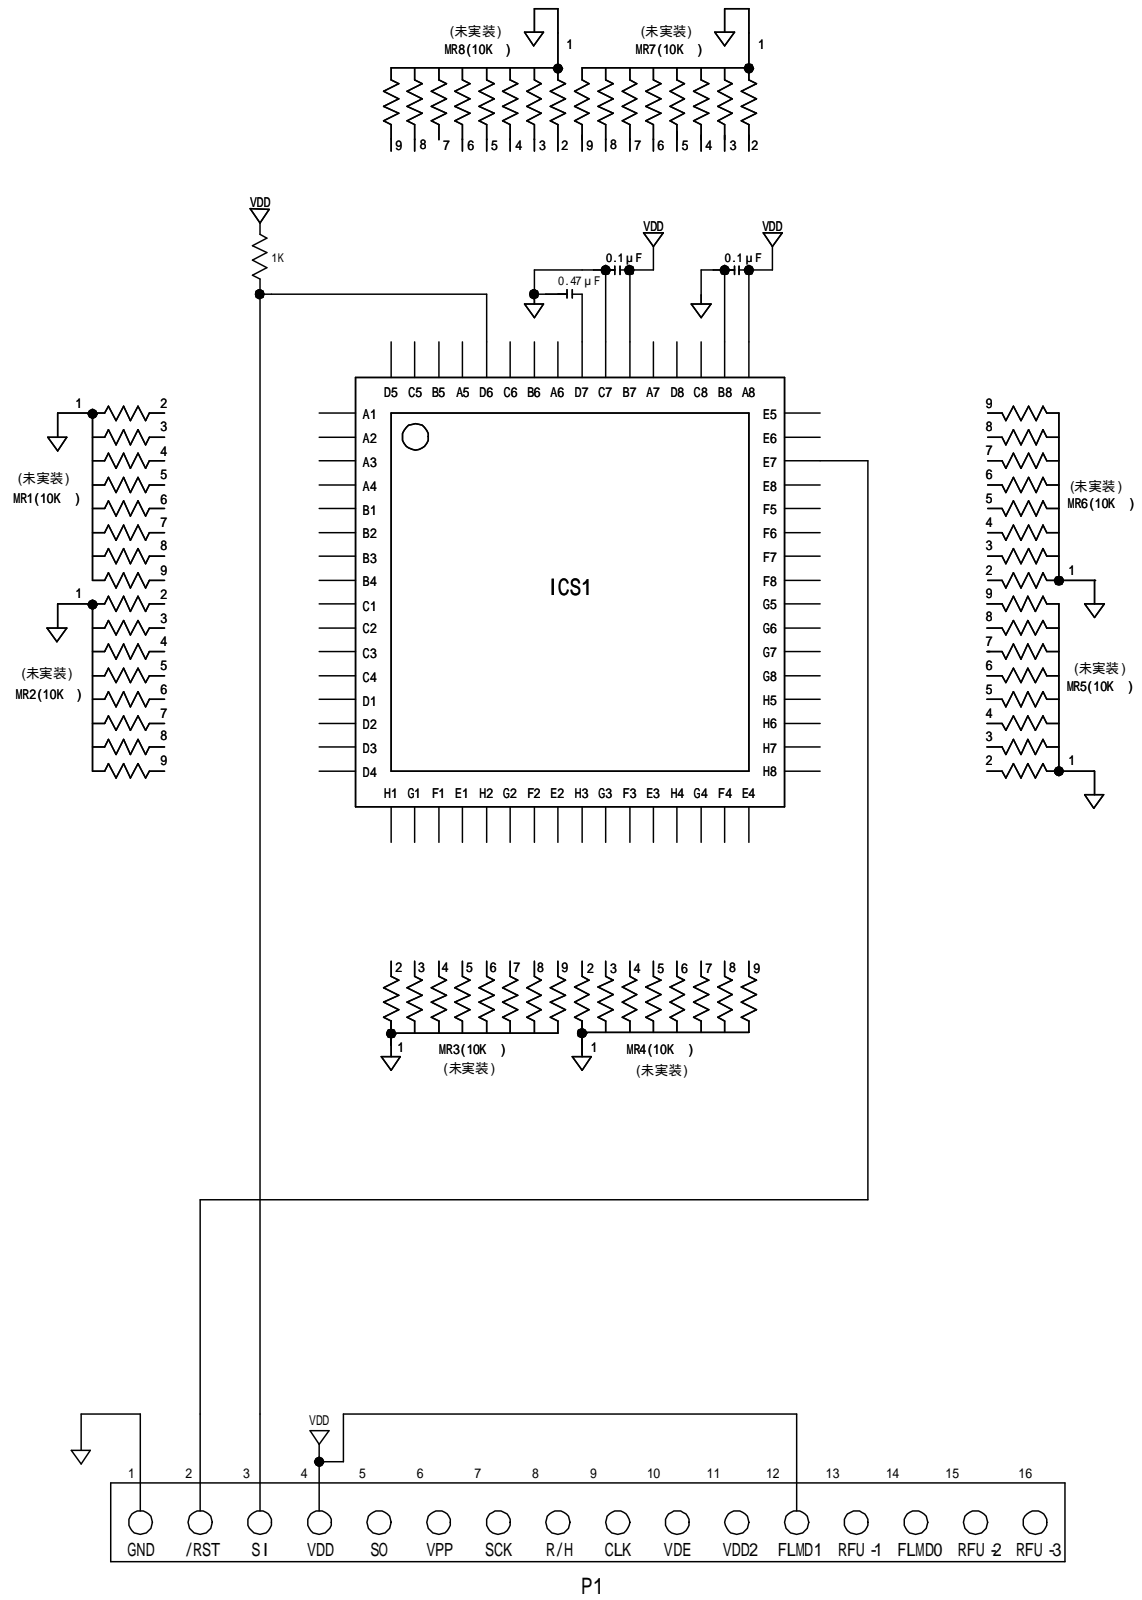 (未実装)
MR8(10K )
1
(未実装)
MR7(10K )
1
9 8 7 6 5 4 3 2 9 8 7 6 5 4 3 2
VDD
1K
VDD
VDD
0.1μF
0.1μF
0.47μF
D5 C5 B5 A5 D6 C6 B6 A6 D7 C7 B7 A7 D8 C8 B8 A8
1
2
3
4
5
6
7
8
9
(未実装)
MR1(10K )
1
2
3
4
5
6
7
8
9
(未実装)
MR2(10K )
A1
A2
A3
A4
B1
B2
B3
B4
C1
C2
C3
C4
D1
D2
D3
D4
ICS1
E5
E6
E7
E8
F5
F6
F7
F8
G5
G6
G7
G8
H5
H6
H7
H8
9
8
7
6
5
4
3
2
1
(未実装)
MR6(10K )
9
8
7
6
5
4
3
2
1
(未実装)
MR5(10K )
H1 G1 F1 E1 H2 G2 F2 E2 H3 G3 F3 E3 H4 G4 F4 E4
2 3 4 5 6 7 8 9 2 3 4 5 6 7 8 9
1
MR3(10K )
(未実装)
1
MR4(10K )
(未実装)
VDD
1 2 3 4 5 6 7 8 9 10 11 12 13 14 15 16
GND /RST SI VDD SO VPP SCK R/H CLK VDE VDD2 FLMD1 RFU-1 FLMD0 RFU-2 RFU-3
P1